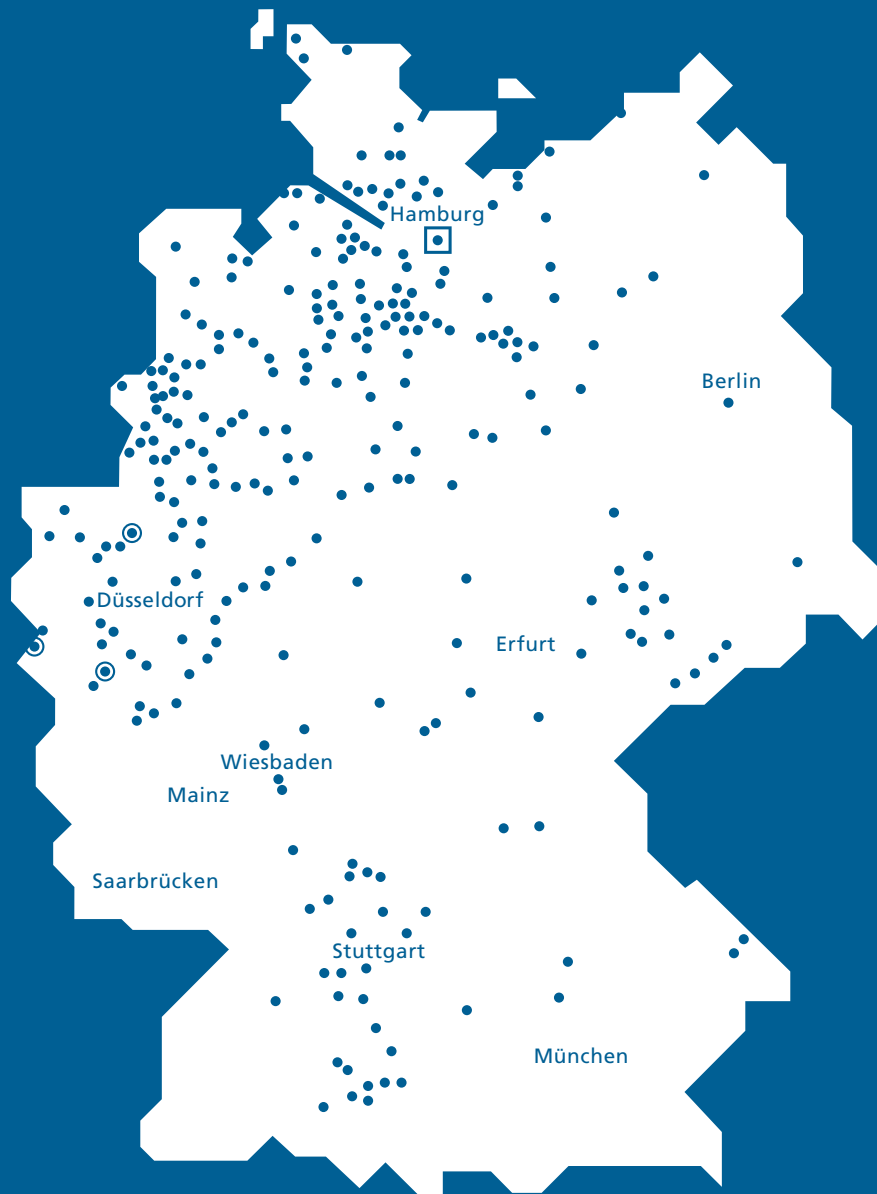 Hamburg
Berlin
Düsseldorf
Erfurt
Wiesbaden
Mainz
Saarbrücken
Stuttgart
München